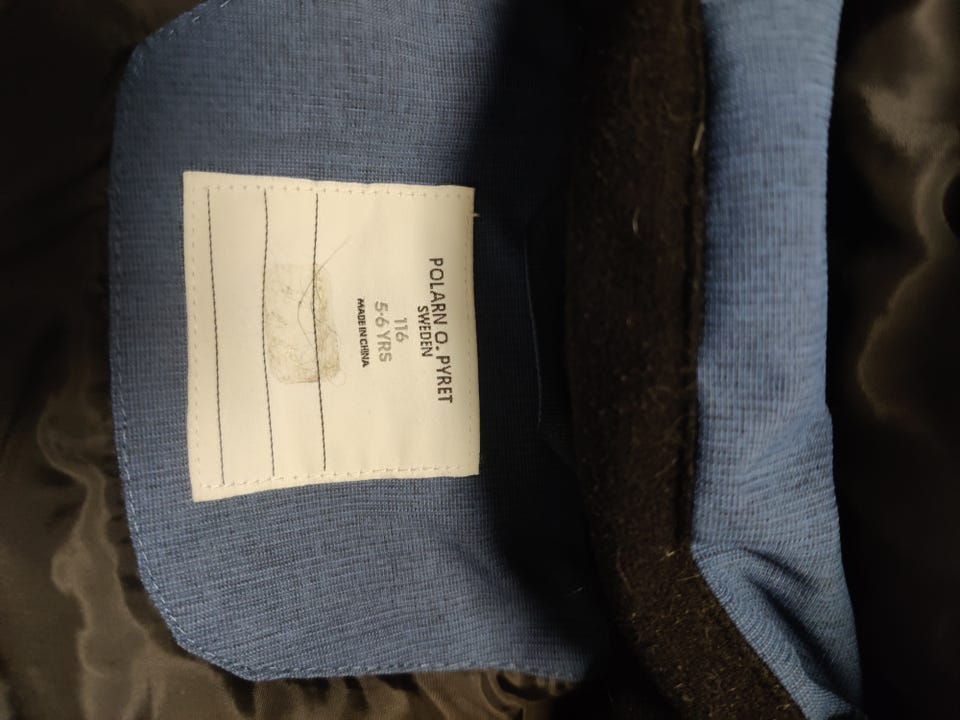 POLARN O. PYRET
SWEDEN
116
5-6 YRS
MADE IN CHINA